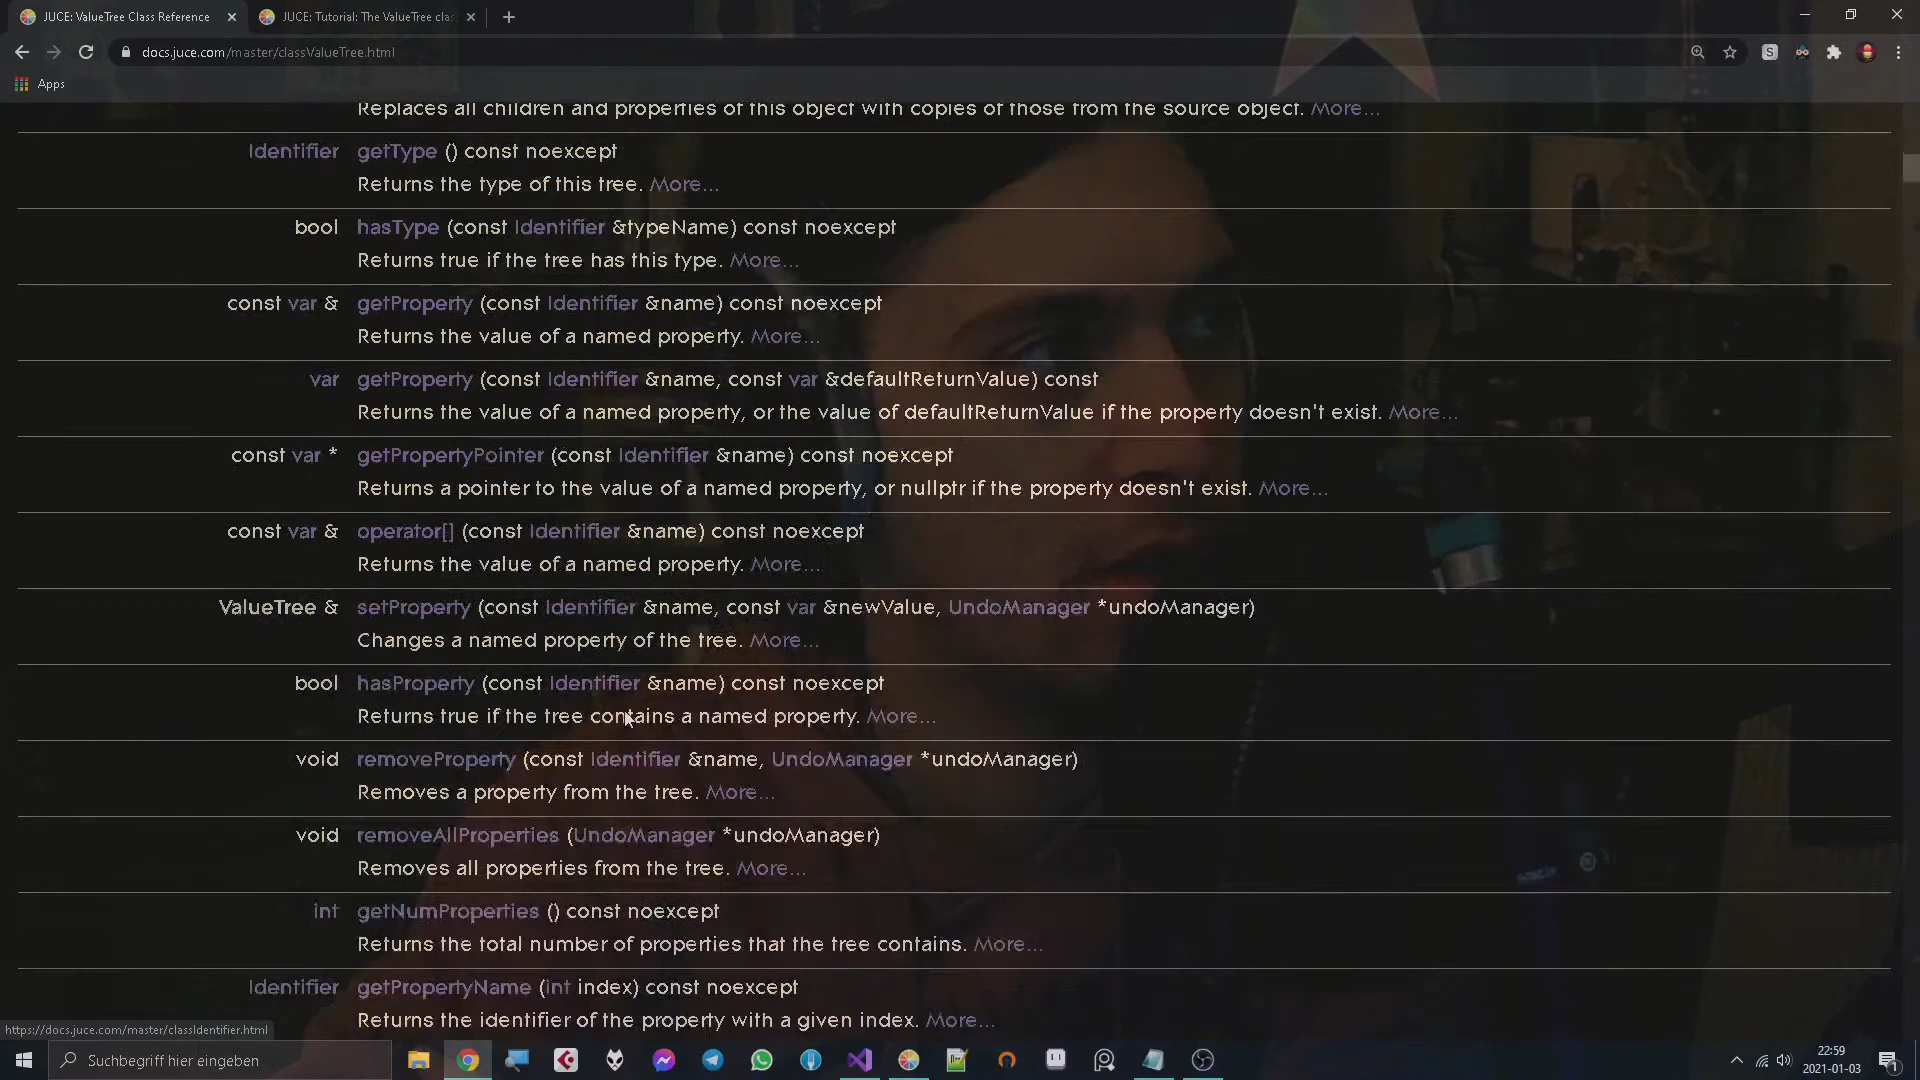 JUCE: ValueTree Class Reference
JUCE: Tutorial: The ValueTree clas
docs.juce.com/master/classValueTree.html
Apps
Replaces all children and properties of this object with copies of those from the source object. More...
Identifier getType () const noexcept
Returns the type of this tree. More...
bool hasType (const Identifier &typeName) const noexcept
Returns true if the tree has this type. More...
const var & getProperty (const Identifier &name) const noexcept
Returns the value of a named property. More...
var getProperty (const Identifier &name, const var &defaultReturnValue) const
Returns the value of a named property, or the value of defaultReturnValue if the property doesn't exist. More...
const var * getPropertyPointer (const Identifier &name) const noexcept
Returns a pointer to the value of a named property, or nullptr if the property doesn't exist. More...
const var & operator[] (const Identifier &name) const noexcept
Returns the value of a named property. More...
ValueTree & setProperty (const Identifier &name, const var &newValue, UndoManager *undoManager)
Changes a named property of the tree. More...
bool hasProperty (const Identifier &name) const noexcept
Returns true if the tree contains a named property. More...
void removeProperty (const Identifier &name, UndoManager *undoManager)
Removes a property from the tree. More...
void removeAllProperties (UndoManager *undoManager)
Removes all properties from the tree. More...
int getNumProperties () const noexcept
Returns the total number of properties that the tree contains. More...
Identifier getPropertyName (int index) const noexcept
Returns the identifier of the property with a given index. More...
https://docs.juce.com/master/classIdentifier.html
Suchbegriff hier eingeben
22:59
2021-01-03